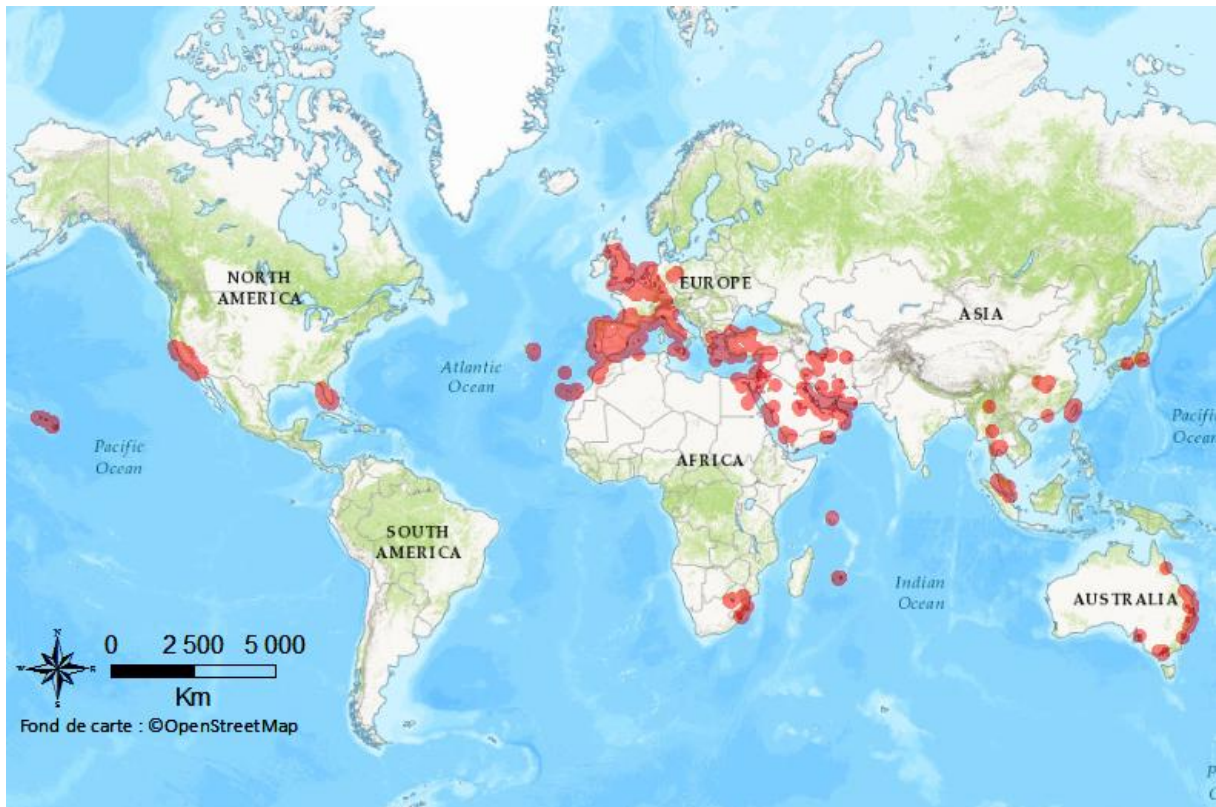 NORTH
AMERICA
EUROPE
ASIA
Atlantic
Ocean
Pacific
Ocean
Pacific
Ocean
AFRICA
SOUTH
AMERICA
Indian
Ocean
AUSTRALIA
N
0 2 500 5 000
Km
S
Fond de carte : ©OpenStreetMap